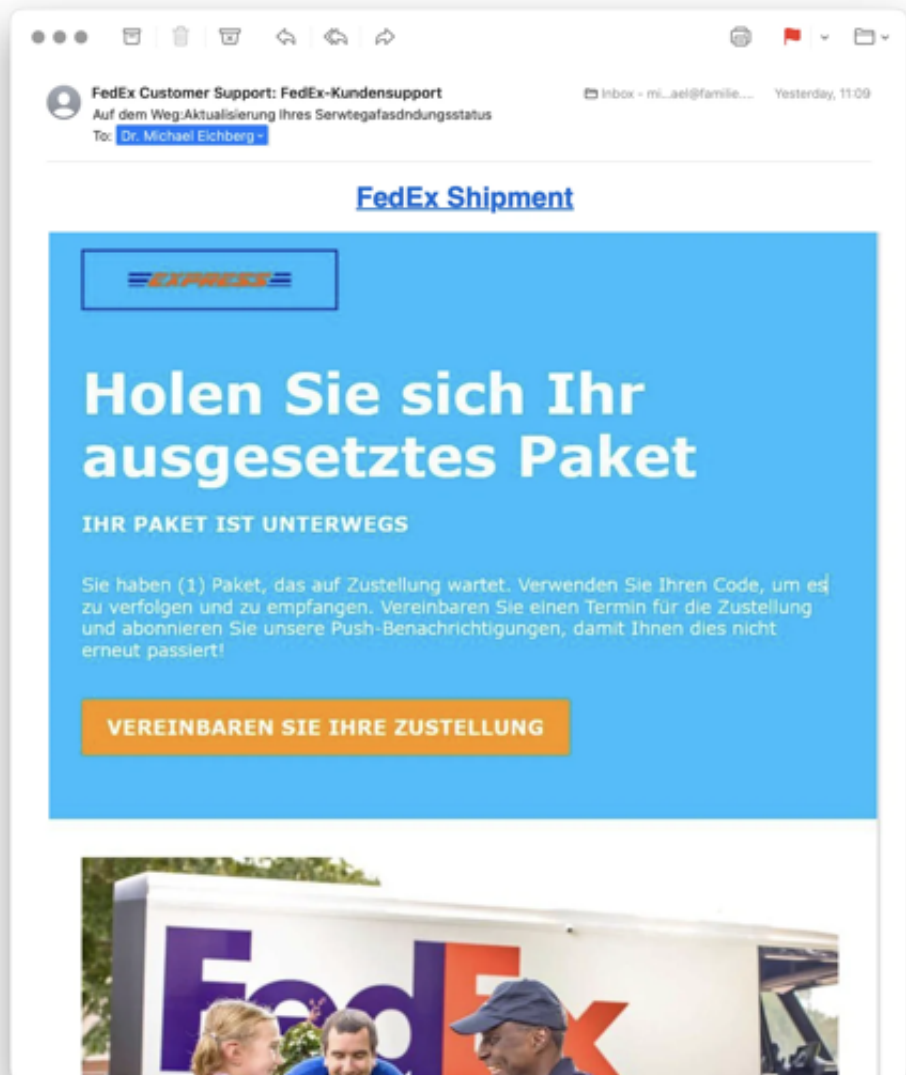 FedEx Customer Support: FedEx-Kundensupport
Inbox - mi...ael@familie....
Yesterday, 11:09
Auf dem Weg:Aktualisierung Ihres Serwtegafasdndungsstatus
To: Dr. Michael Eichberg
FedEx Shipment
EXPRESS
Holen Sie sich Ihr
ausgesetztes Paket
IHR PAKET IST UNTERWEGS
Sie haben (1) Paket, das auf Zustellung wartet. Verwenden Sie Ihren Code, um es
zu verfolgen und zu empfangen. Vereinbaren Sie einen Termin für die Zustellung
und abonnieren Sie unsere Push-Benachrichtigungen, damit Ihnen dies nicht
erneut passiert!
VEREINBAREN SIE IHRE ZUSTELLUNG
FedEx